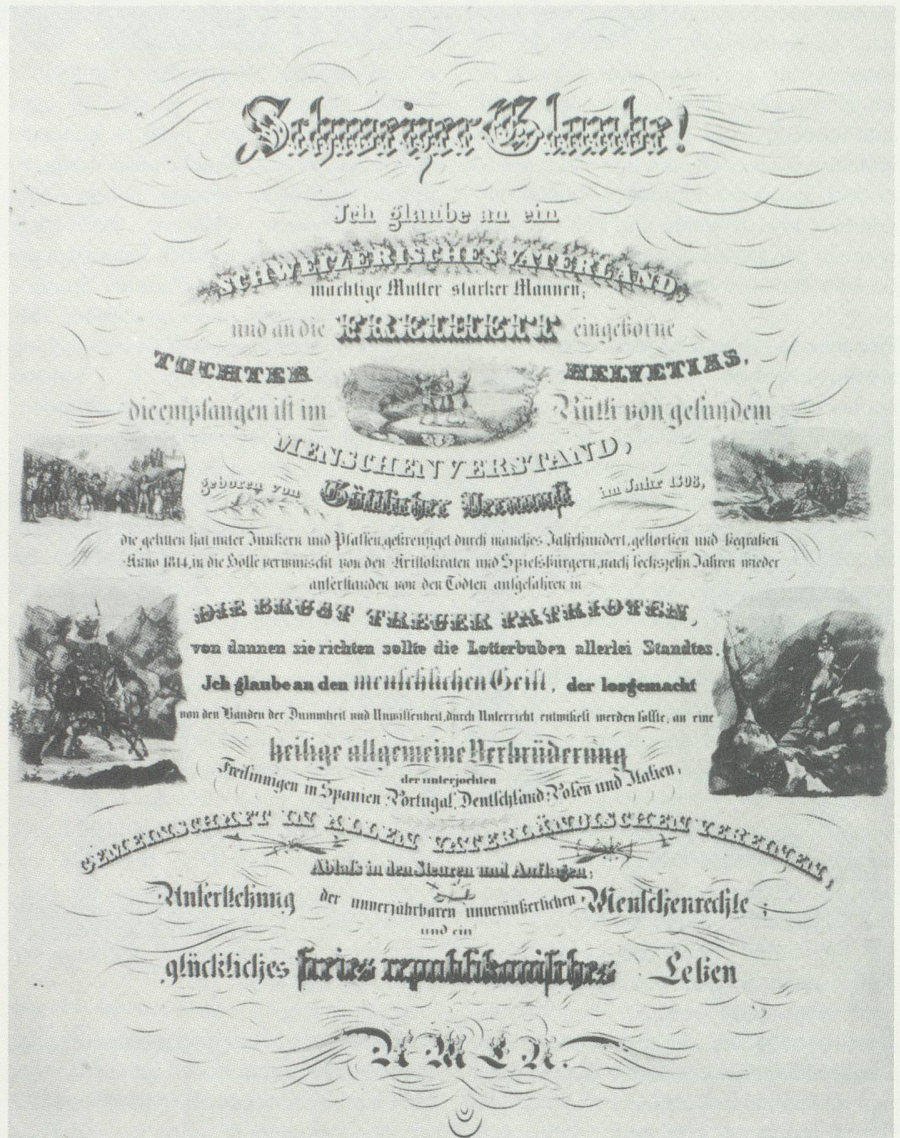 Schweizer Glaube!
Ich glaube an ein
SCHWEIZERISCHES VATERLAND,
mächtige Mutter starker Mannen;
und an die FREIHEIT eingeborne
TOCHTER HELVETIAS,
die empfangen ist im Rütli von gesundem
MENSCHENVERSTAND,
geboren von Göttlicher Vernunft im Jahr 1308,
die gelitten hat unter Junkern und Pfaffen, gekreuziget durch manches Jahrhundert, gestorben und begraben
Anno 1814, in die Hölle verwünscht von den Aristokraten und Spiesbürgern, nach sechszehn Jahren wieder
auferstanden von den Todten aufgefahren in
DIE BRUST TREUER PATRIOTEN,
von dannen sie richten sollte die Lotterbuben allerlei Standtes.
Ich glaube an den menschlichen Geist, der losgemacht
von den Banden der Dummheit und Unwissenheit, durch Unterricht entwikelt werden sollte, an eine
heilige allgemeine Verbrüderung
der unterjochten
Freisinnigen in Spanien Portugal, Deutschland, Polen und Italien,
GEMEINSCHAFT IN ALLEN VATERLÄNDISCHEN VEREINEN,
Ablass in den Steuren und Auflagen;
Auferstehung der unverjährbaren unveräußerlichen Menschenrechte;
und ein
glückliches freies republikanisches Leben
AMEN.